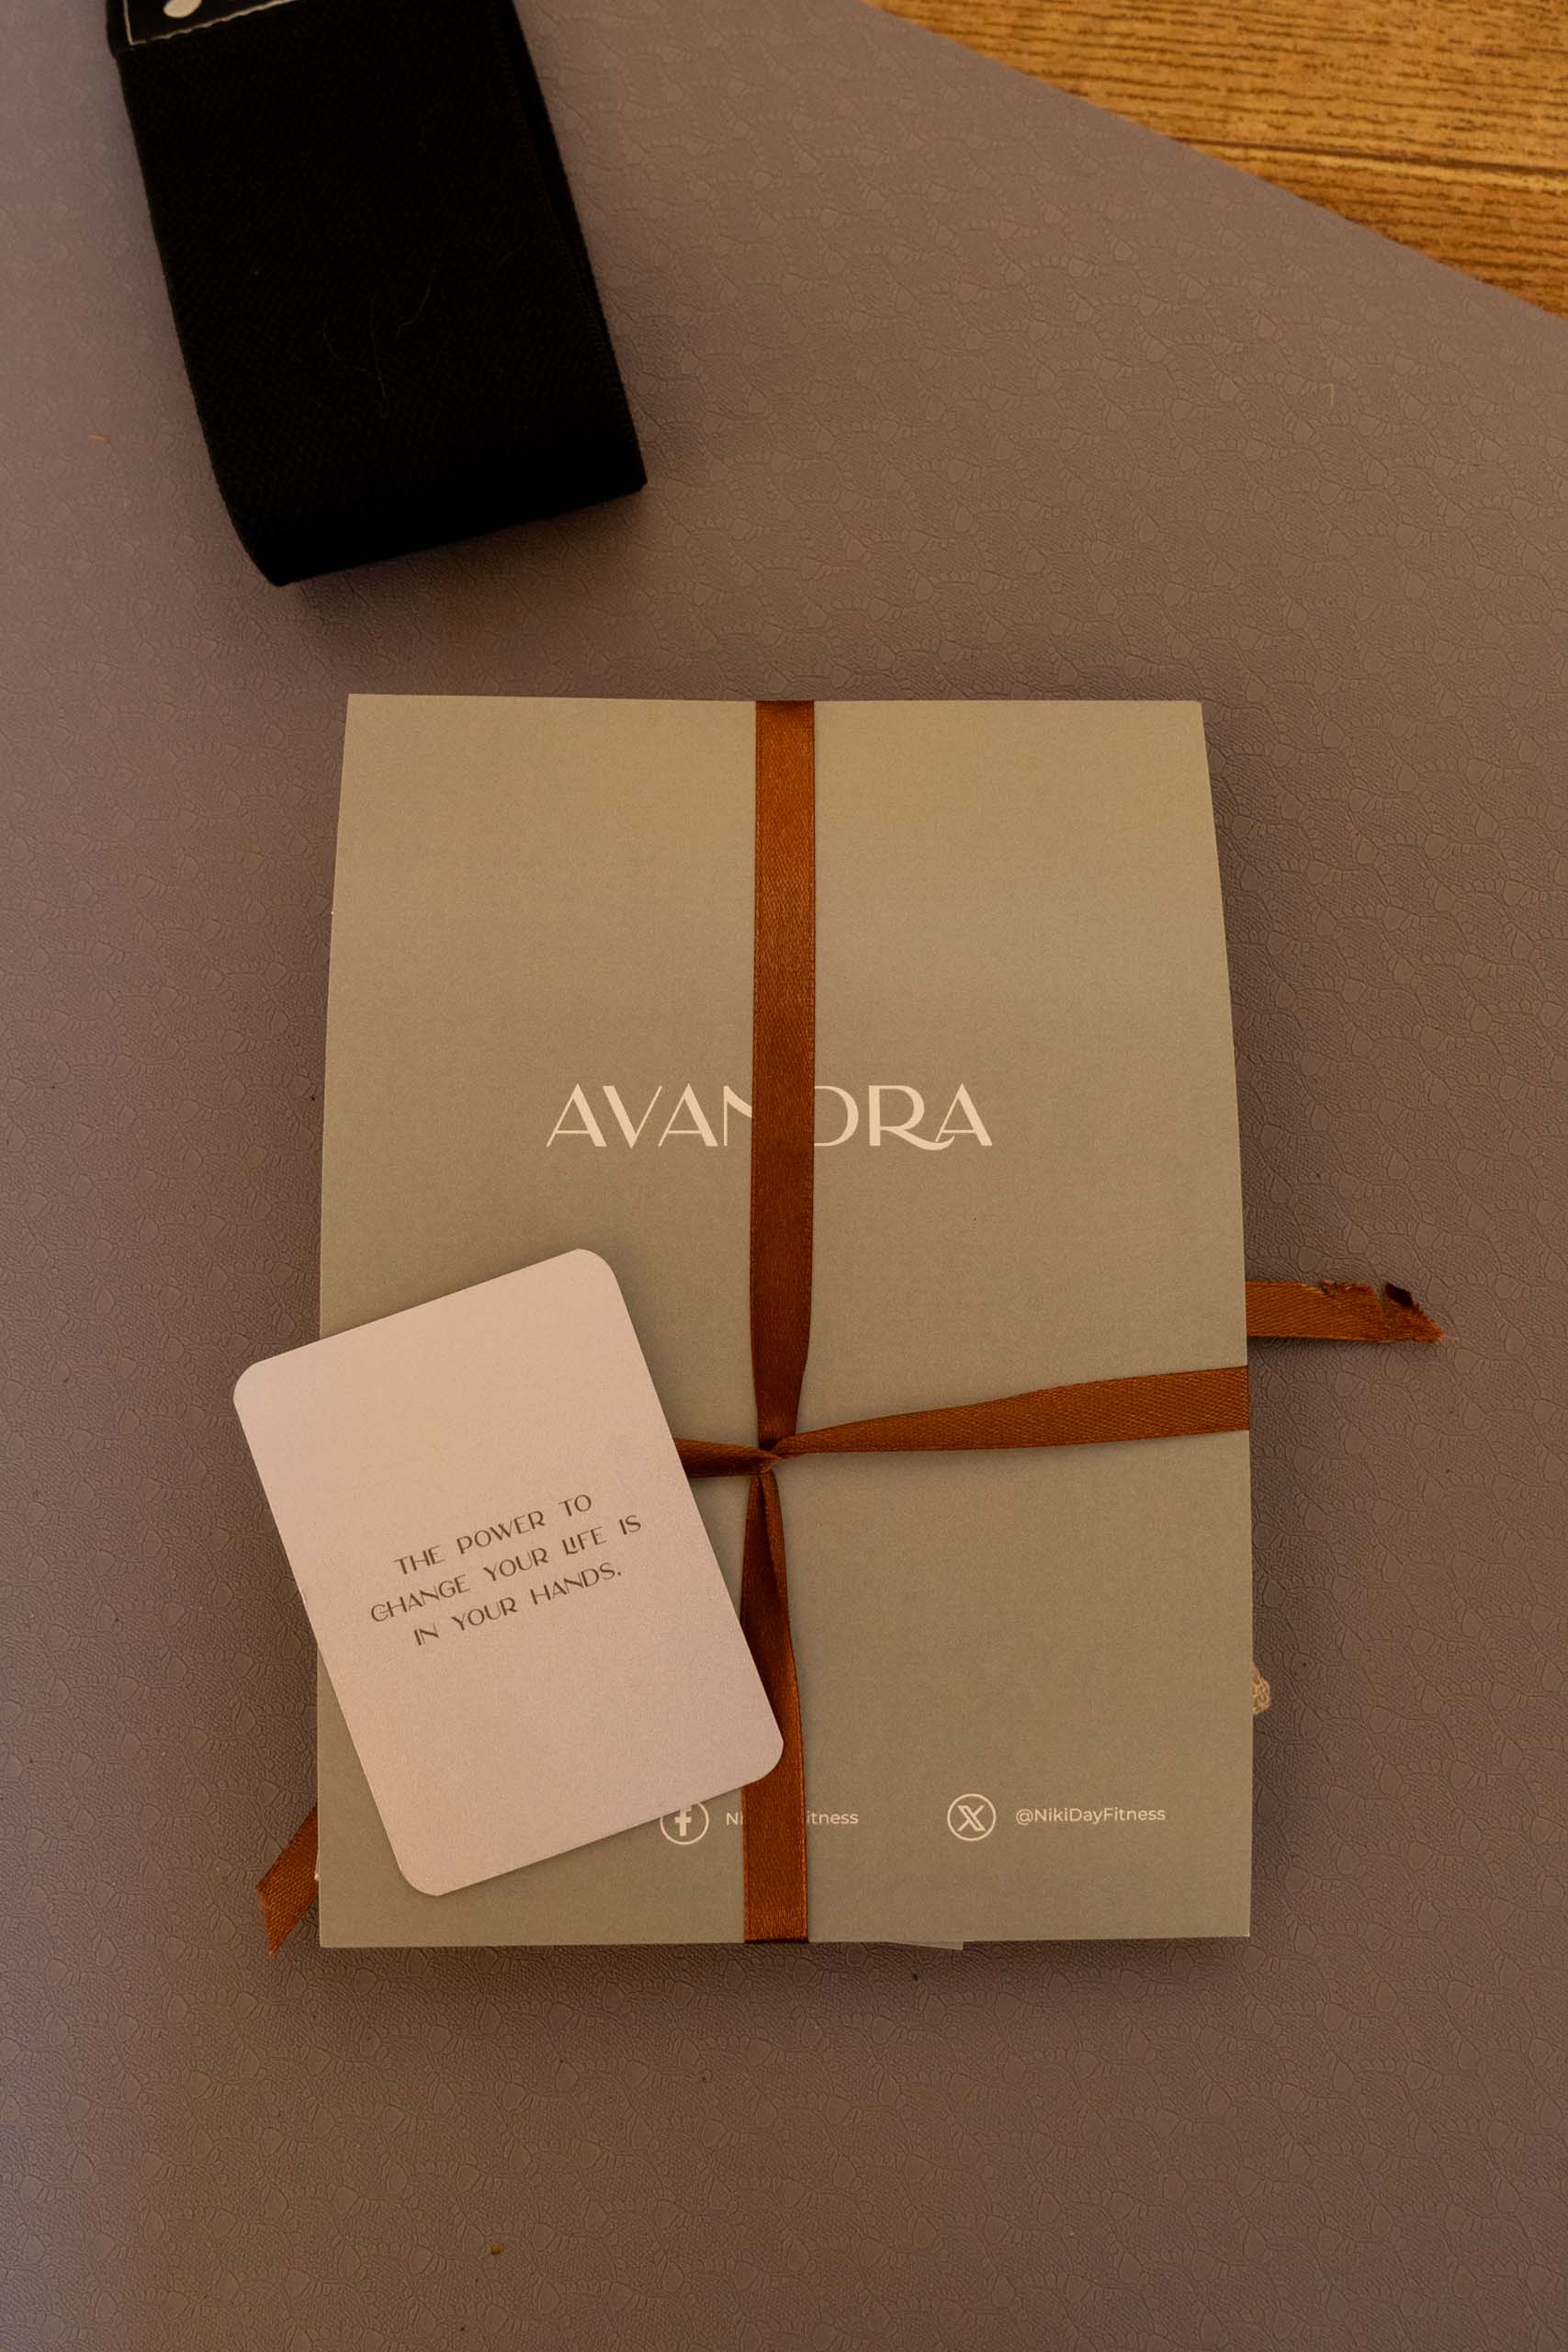 AVANDRA
THE POWER TO
CHANGE YOUR LIFE IS
IN YOUR HANDS.
@NikiDayFitness